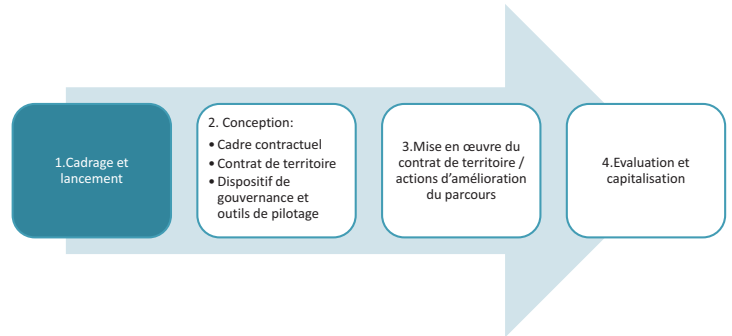 1.Cadrage et
lancement
2. Conception:
• Cadre contractuel
• Contrat de territoire
• Dispositif de
gouvernance et
outils de pilotage
3.Mise en œuvre du
contrat de territoire /
actions d’amélioration
du parcours
4.Evaluation et
capitalisation